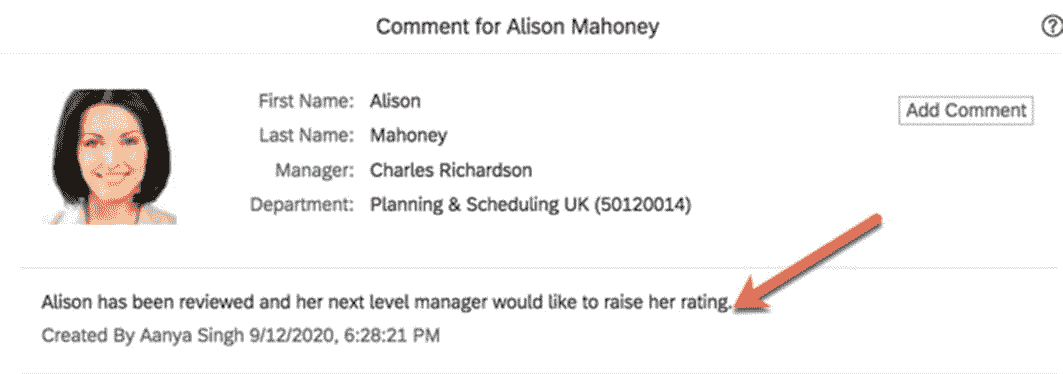 Comment for Alison Mahoney
?
First Name: Alison
Add Comment
Last Name: Mahoney
Manager: Charles Richardson
Department: Planning & Scheduling UK (50120014)
Alison has been reviewed and her next level manager would like to raise her rating.
Created By Aanya Singh 9/12/2020, 6:28:21 PM